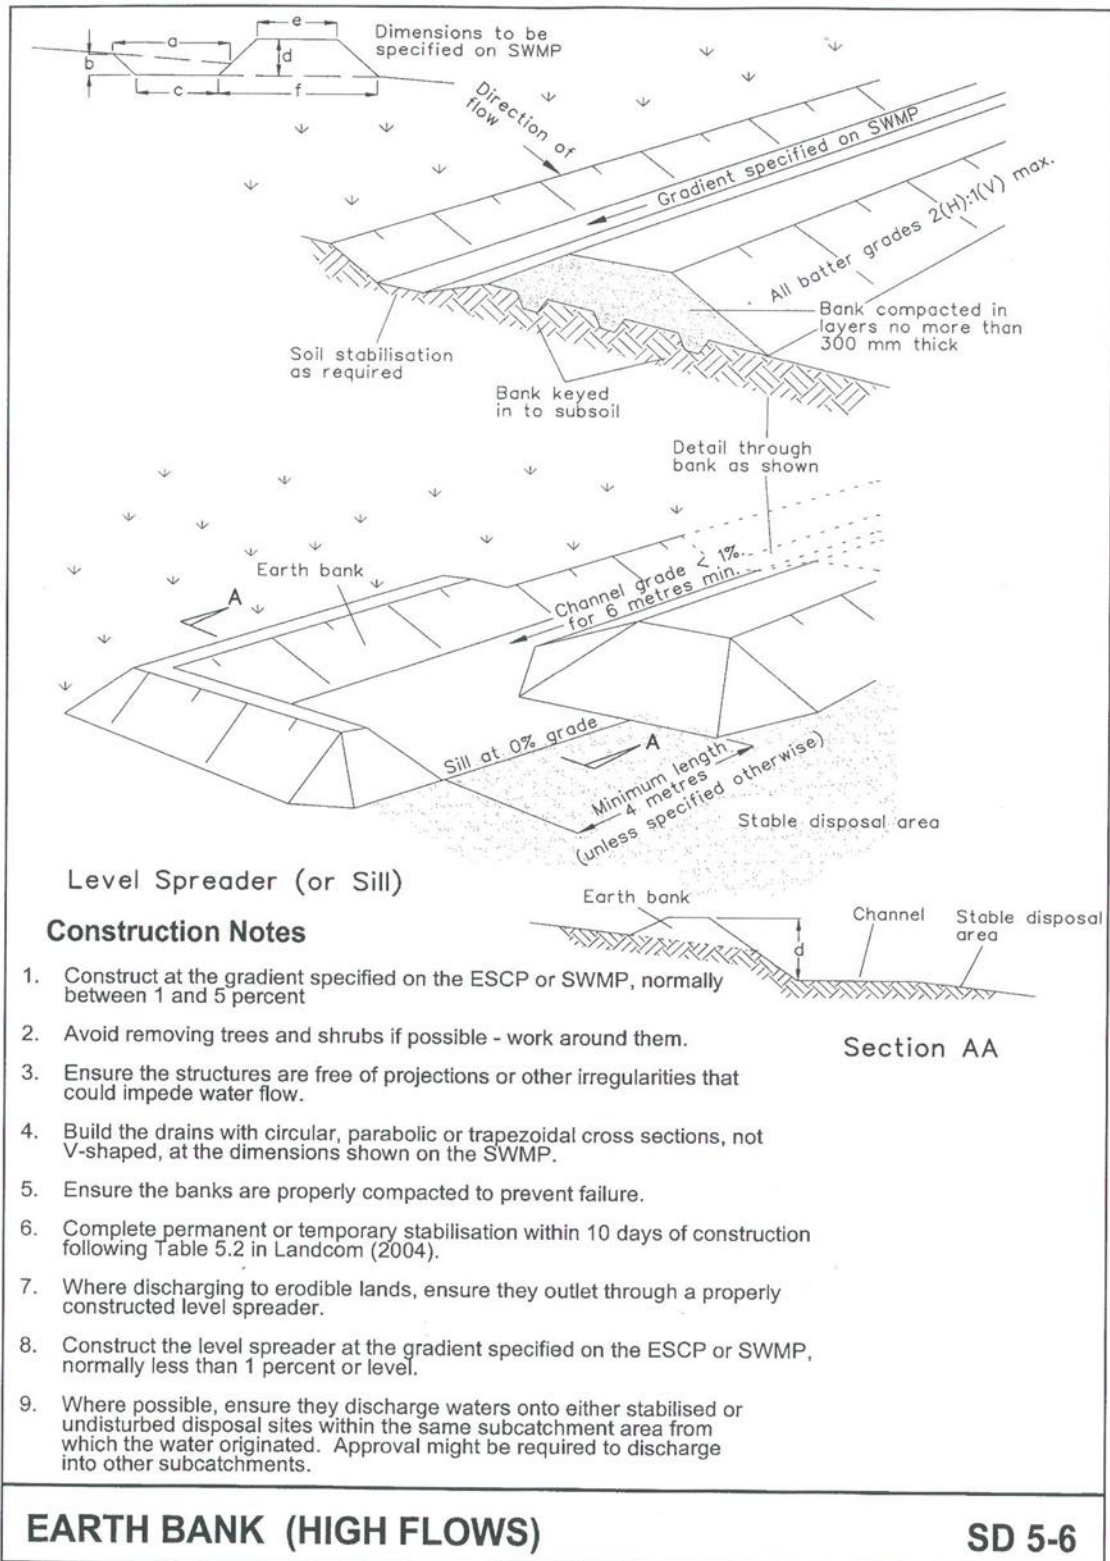 e
Dimensions to be
specified on SWMP
a
b
d
c
f
Direction of
flow
Gradient specified on SWMP
All batter grades 2(H):1(V) max.
Bank compacted in
layers no more than
300 mm thick
Soil stabilisation
as required
Bank keyed
in to subsoil
Detail through
bank as shown
Earth bank
Channel grade < 1%
for 6 metres min.
A
Sill at 0% grade
A
Minimum length
4 metres
(unless specified otherwise)
Stable disposal area
Level Spreader (or Sill)
Earth bank
Channel
Stable disposal
area
d
Section AA
Construction Notes
1. Construct at the gradient specified on the ESCP or SWMP, normally
between 1 and 5 percent
2. Avoid removing trees and shrubs if possible - work around them.
3. Ensure the structures are free of projections or other irregularities that
could impede water flow.
4. Build the drains with circular, parabolic or trapezoidal cross sections, not
V-shaped, at the dimensions shown on the SWMP.
5. Ensure the banks are properly compacted to prevent failure.
6. Complete permanent or temporary stabilisation within 10 days of construction
following Table 5.2 in Landcom (2004).
7. Where discharging to erodible lands, ensure they outlet through a properly
constructed level spreader.
8. Construct the level spreader at the gradient specified on the ESCP or SWMP,
normally less than 1 percent or level.
9. Where possible, ensure they discharge waters onto either stabilised or
undisturbed disposal sites within the same subcatchment area from
which the water originated. Approval might be required to discharge
into other subcatchments.
EARTH BANK (HIGH FLOWS)
SD 5-6